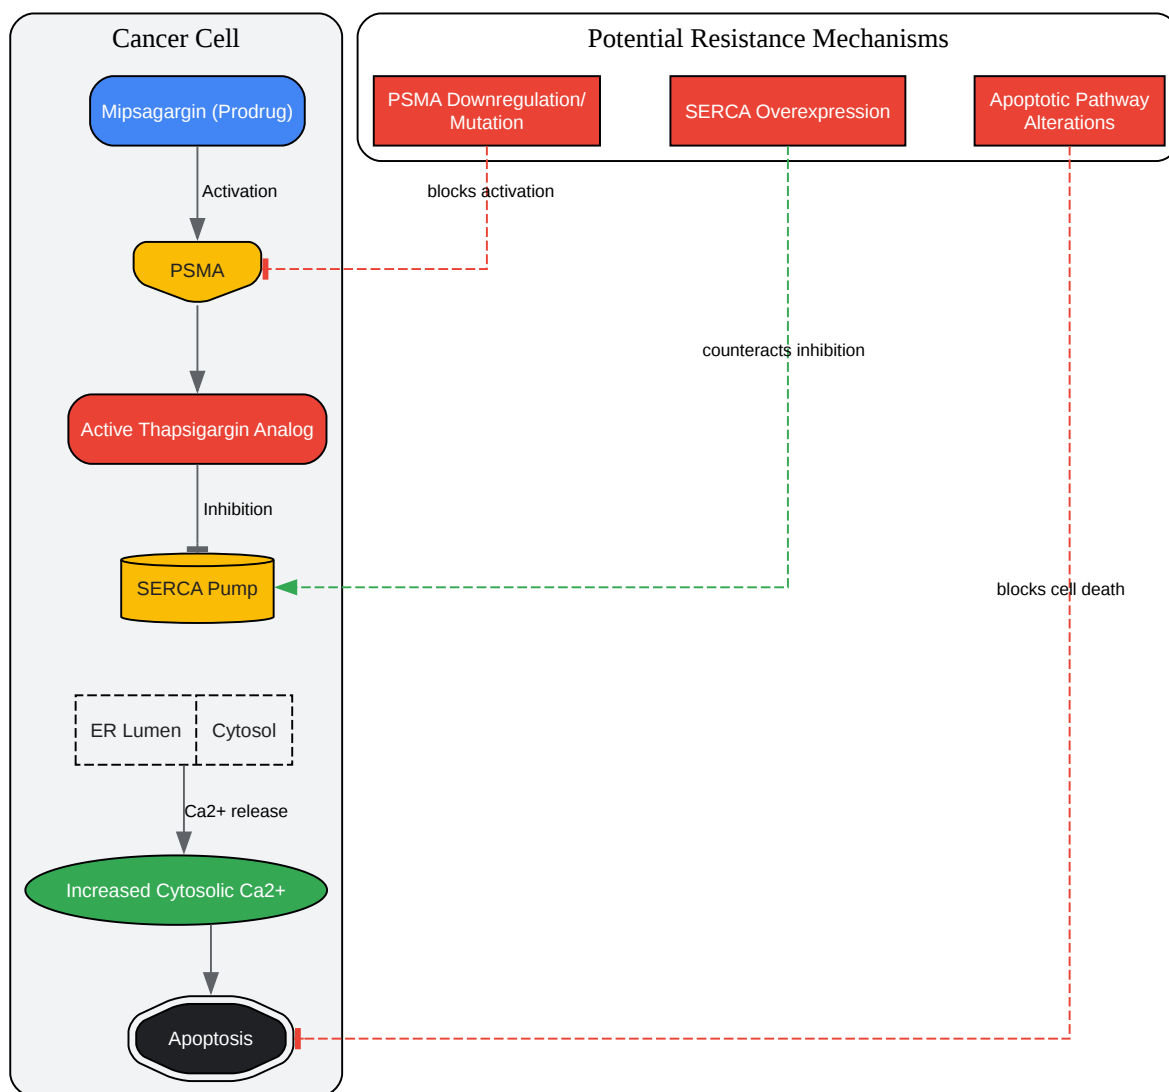 Cancer Cell
Potential Resistance Mechanisms
Mipsagargin (Prodrug)
PSMA Downregulation/
Mutation
SERCA Overexpression
Apoptotic Pathway
Alterations
Activation
blocks activation
PSMA
counteracts inhibition
Active Thapsigargin Analog
Inhibition
SERCA Pump
blocks cell death
ER Lumen
Cytosol
Ca2+ release
Increased Cytosolic Ca2+
Apoptosis